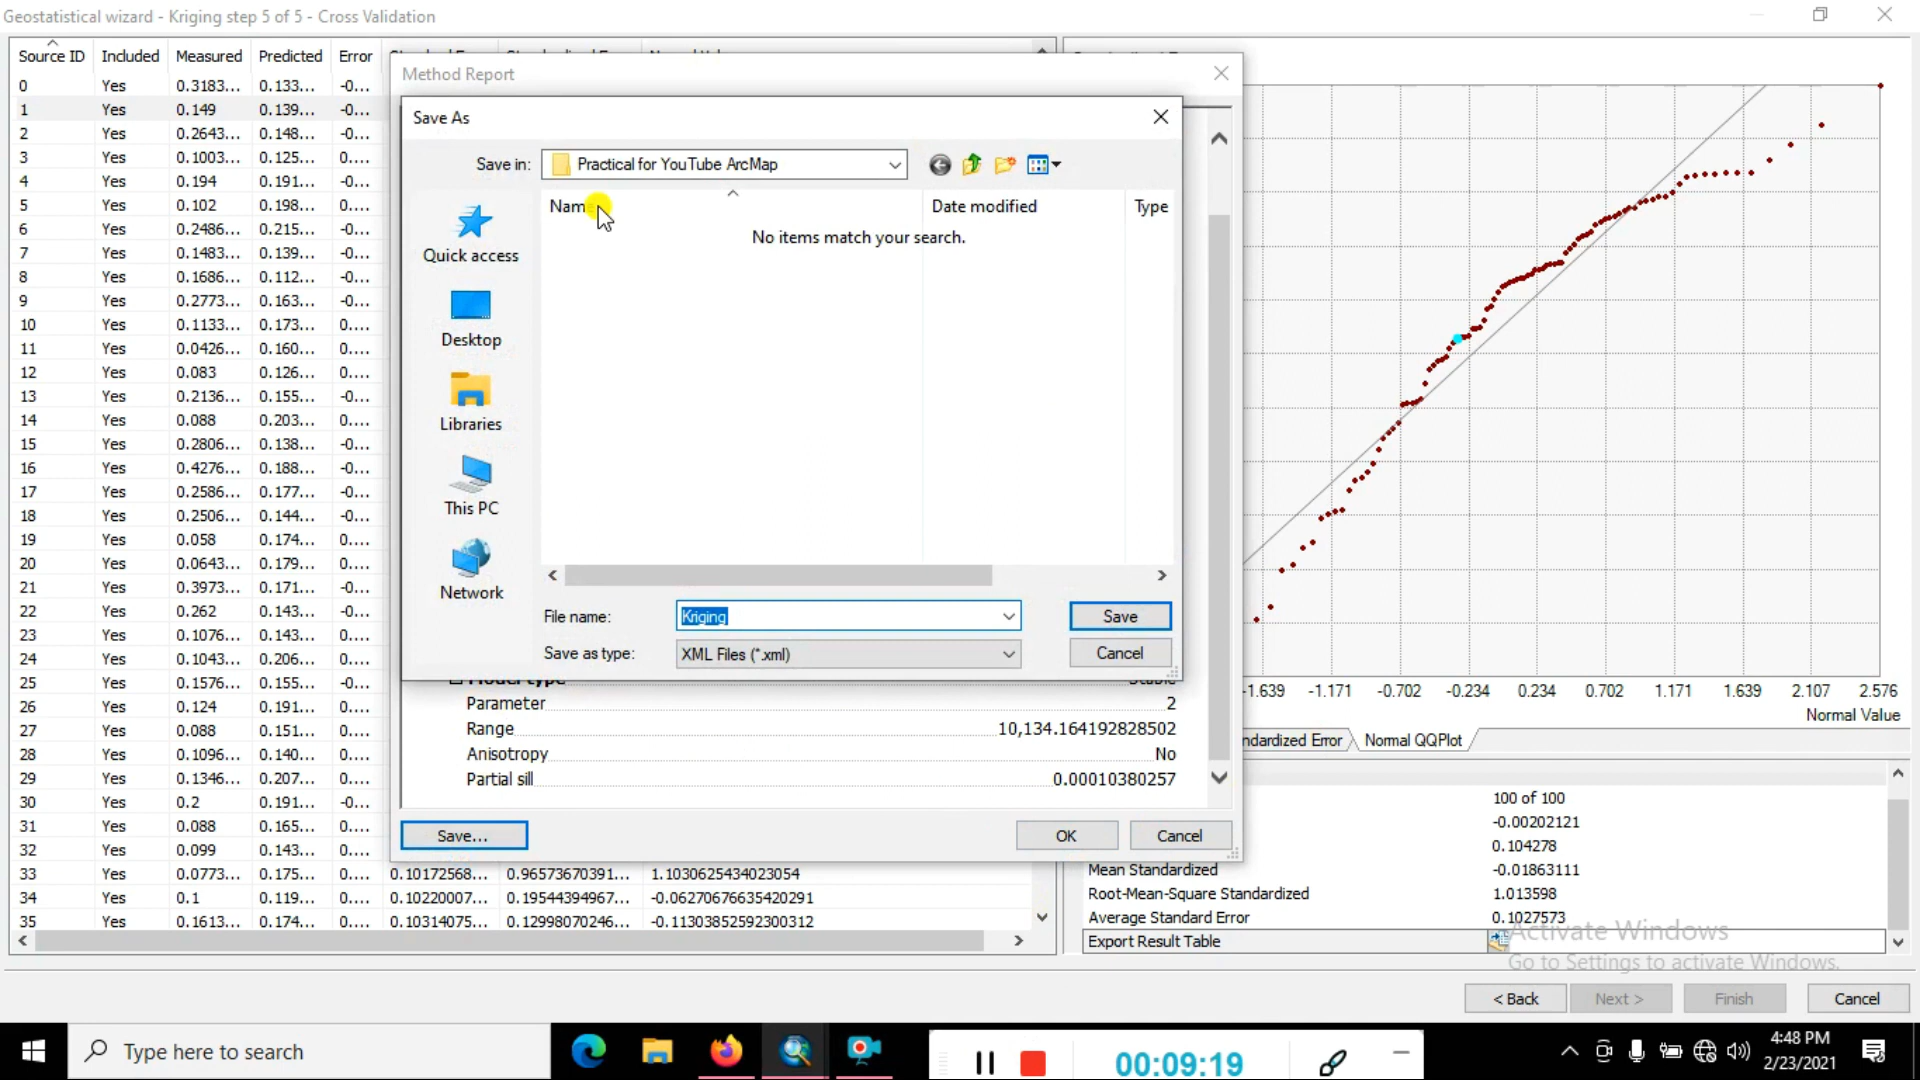 Geostatistical wizard - Kriging step 5 of 5 - Cross Validation
Source ID Included Measured Predicted Error
0 Yes 0.3183... 0.133... -0...
1 Yes 0.149 0.139... -0...
2 Yes 0.2643... 0.148... -0...
3 Yes 0.1003... 0.125... -0...
4 Yes 0.194 0.191... -0...
5 Yes 0.102 0.198... 0....
6 Yes 0.2486... 0.215... -0...
7 Yes 0.1483... 0.139... -0...
8 Yes 0.1686... 0.112... -0...
9 Yes 0.2773... 0.163... -0...
10 Yes 0.1133... 0.173... 0....
11 Yes 0.0426... 0.160... 0....
12 Yes 0.083 0.126... 0....
13 Yes 0.2136... 0.155... -0...
14 Yes 0.088 0.203... 0....
15 Yes 0.2806... 0.138... -0...
16 Yes 0.4276... 0.188... -0...
17 Yes 0.2586... 0.177... -0...
18 Yes 0.2506... 0.144... -0...
19 Yes 0.058 0.174... 0....
20 Yes 0.0643... 0.179... 0....
21 Yes 0.3973... 0.171... -0...
22 Yes 0.262 0.143... -0...
23 Yes 0.1076... 0.143... 0....
24 Yes 0.1043... 0.206... 0....
25 Yes 0.1576... 0.155... -0...
26 Yes 0.124 0.191... 0....
27 Yes 0.088 0.151... 0....
28 Yes 0.1096... 0.140... 0....
29 Yes 0.1346... 0.207... 0....
30 Yes 0.2 0.191... -0...
31 Yes 0.088 0.165... 0....
32 Yes 0.099 0.143... 0....
33 Yes 0.0773... 0.175... 0.... 0.10172568... 0.96573670391... 1.1030625434023054
34 Yes 0.1 0.119... 0.... 0.10220007... 0.19544394967... -0.06270676635420291
35 Yes 0.1613... 0.174... 0.... 0.10314075... 0.12998070246... -0.11303852592300312
Method Report
Save As
Save in: Practical for YouTube ArcMap
Name Date modified Type
No items match your search.
Quick access
Desktop
Libraries
This PC
Network
File name: Kriging Save
Save as type: XML Files (*.xml) Cancel
Model type Stable
Parameter 2
Range 10,134.164192828502
Anisotropy No
Partial sill 0.00010380257
Save... OK Cancel
-1.639 -1.171 -0.702 -0.234 0.234 0.702 1.171 1.639 2.107 2.576
Normal Value
ndardized Error Normal QQPlot
100 of 100
-0.00202121
0.104278
Mean Standardized -0.01863111
Root-Mean-Square Standardized 1.013598
Average Standard Error 0.1027573
Export Result Table
Activate Windows
Go to Settings to activate Windows.
< Back Next > Finish Cancel
Type here to search
00:09:19
4:48 PM
2/23/2021